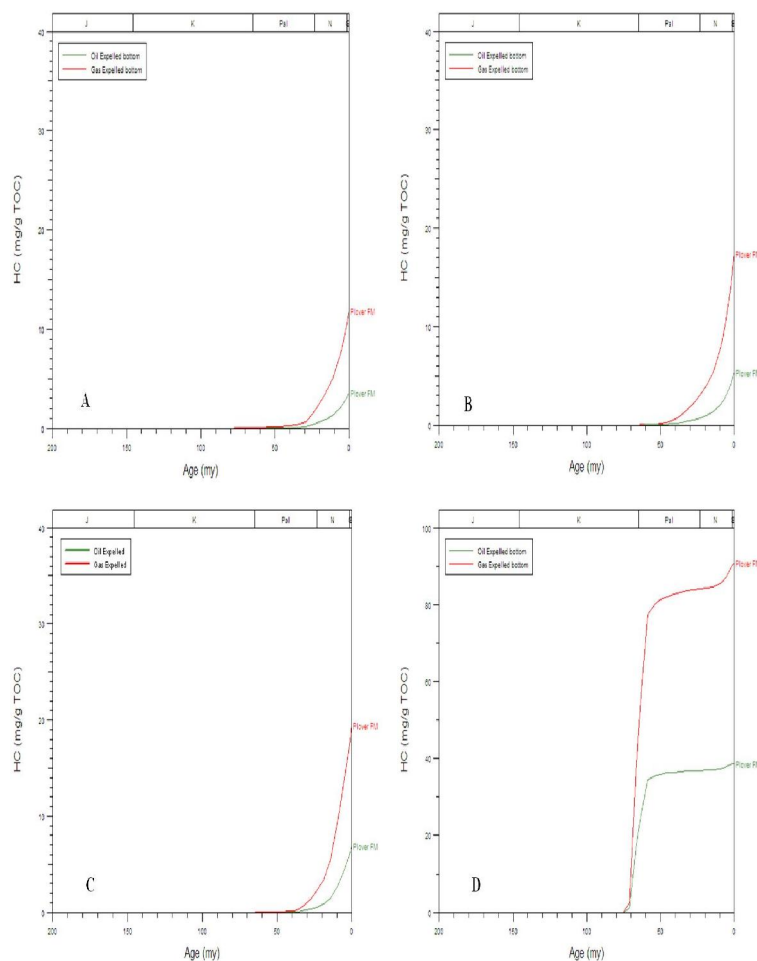 J K Pal N
40
Oil Expelled bottom
Gas Expelled bottom
30
HC (mg/g TOC)
20
Plover FM
10
Plover FM
A
0
200 150 100 50 0
Age (my)
J K Pal N
40
Oil Expelled bottom
Gas Expelled bottom
30
HC (mg/g TOC)
20
Plover FM
10
Plover FM
B
0
200 150 100 50 0
Age (my)
J K Pal N
40
Oil Expelled
Gas Expelled
30
HC (mg/g TOC)
20
Plover FM
10
Plover FM
C
0
200 150 100 50 0
Age (my)
J K Pal N
100
Oil Expelled bottom
Gas Expelled bottom
Plover FM
80
60
HC (mg/g TOC)
40
Plover FM
20
D
0
200 150 100 50 0
Age (my)